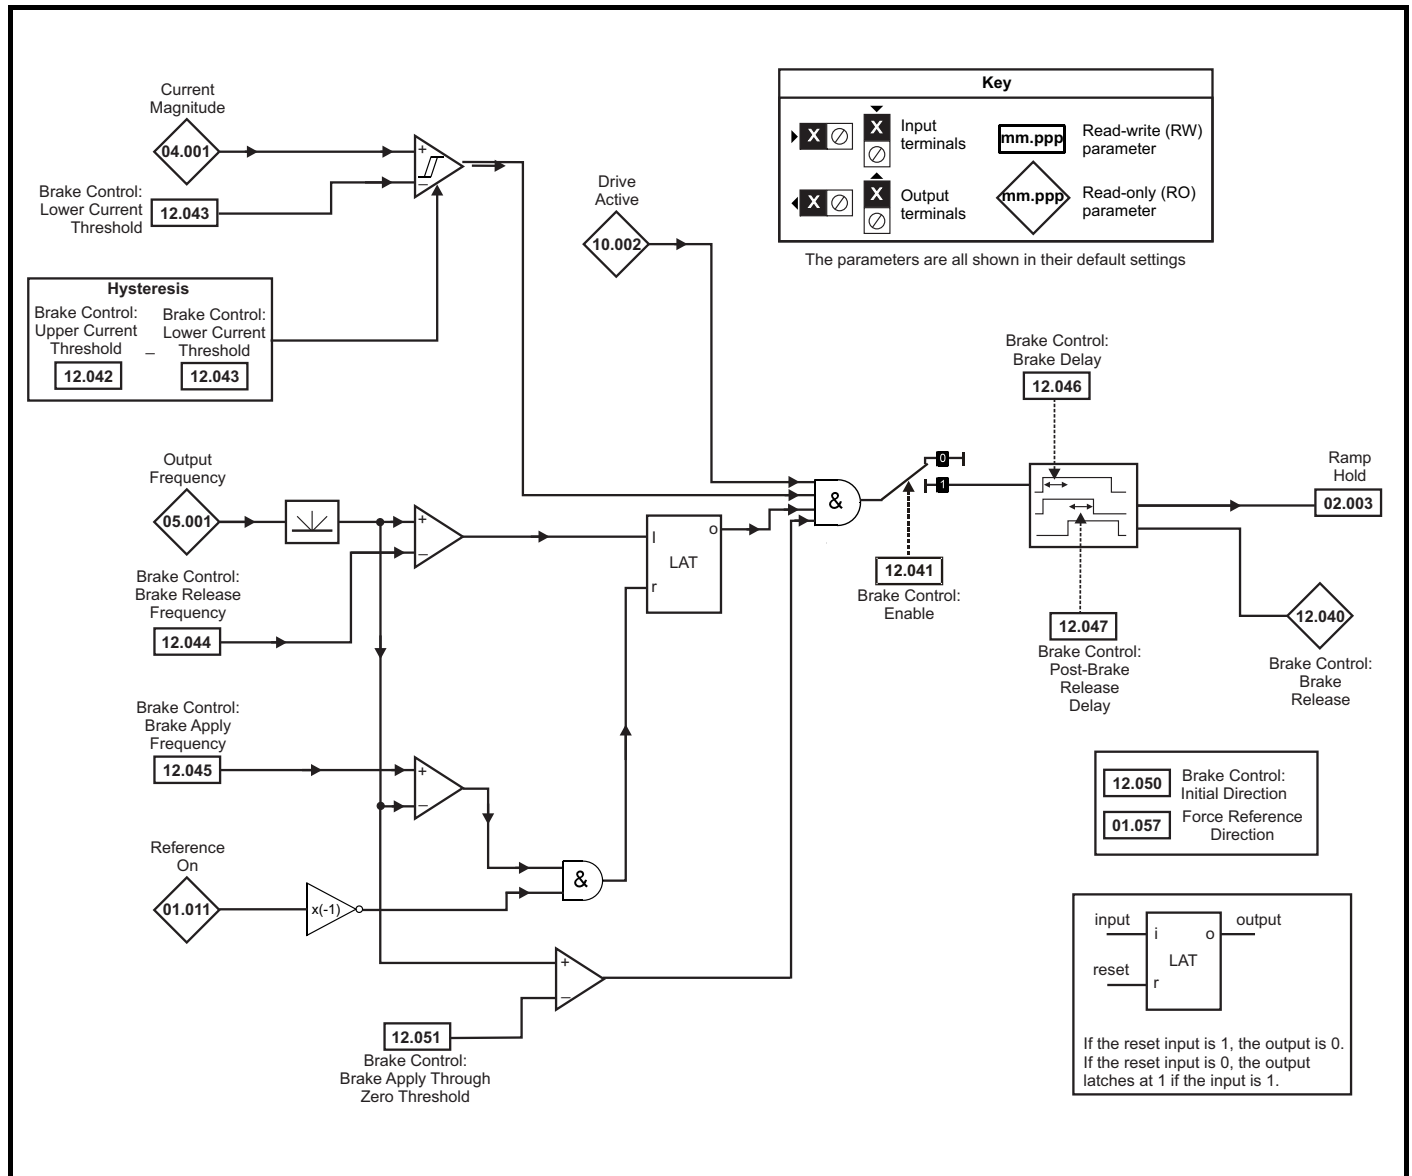 Current
Magnitude
04.001
+
–
Brake Control:
Lower Current
Threshold
12.043
Hysteresis
Brake Control:
Upper Current
Threshold
12.042
–
Brake Control:
Lower Current
Threshold
12.043
Drive
Active
10.002
Key
X
X
Input
terminals
mm.ppp
Read-write (RW)
parameter
X
X
Output
terminals
mm.ppp
Read-only (RO)
parameter
The parameters are all shown in their default settings
Output
Frequency
05.001
+
–
Brake Control:
Brake Release
Frequency
12.044
I
o
LAT
r
&
0
1
12.041
Brake Control:
Enable
Brake Control:
Brake Delay
12.046
12.047
Brake Control:
Post-Brake
Release
Delay
Ramp
Hold
02.003
12.040
Brake Control:
Brake
Release
Brake Control:
Brake Apply
Frequency
12.045
+
–
Reference
On
01.011
x(-1)
&
+
–
12.051
Brake Control:
Brake Apply Through
Zero Threshold
12.050
Brake Control:
Initial Direction
01.057
Force Reference
Direction
input
i
o
output
LAT
reset
r
If the reset input is 1, the output is 0.
If the reset input is 0, the output
latches at 1 if the input is 1.